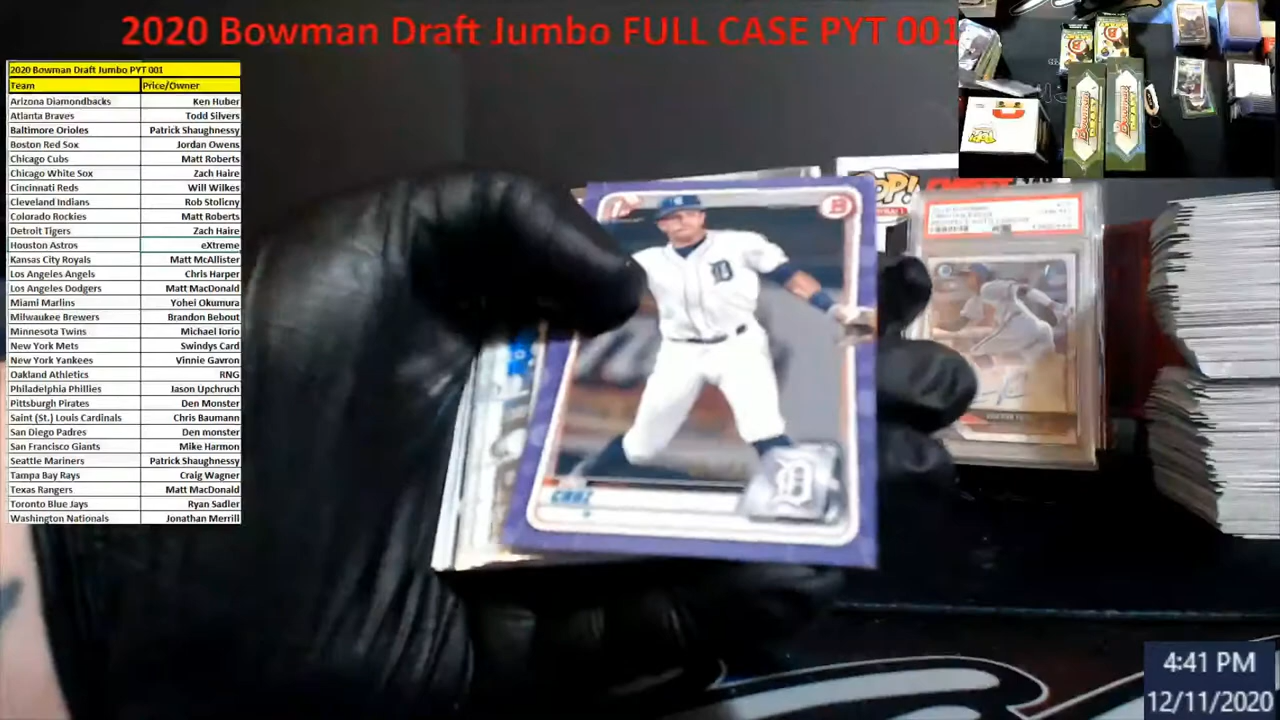 2020 Bowman Draft Jumbo FULL CASE PYT 001
2020 Bowman Draft Jumbo PYT 001
Team Price/Owner
Arizona Diamondbacks Ken Huber
Atlanta Braves Todd Silvers
Baltimore Orioles Patrick Shaughnessy
Boston Red Sox Jordan Owens
Chicago Cubs Matt Roberts
Chicago White Sox Zach Haire
Cincinnati Reds Will Wilkes
Cleveland Indians Rob Stolicny
Colorado Rockies Matt Roberts
Detroit Tigers Zach Haire
Houston Astros eXtreme
Kansas City Royals Matt McAllister
Los Angeles Angels Chris Harper
Los Angeles Dodgers Matt MacDonald
Miami Marlins Yohei Okumura
Milwaukee Brewers Brandon Bebout
Minnesota Twins Michael Iorio
New York Mets Swindys Card
New York Yankees Vinnie Gavron
Oakland Athletics RNG
Philadelphia Phillies Jason Upchruch
Pittsburgh Pirates Den Monster
Saint (St.) Louis Cardinals Chris Baumann
San Diego Padres Den monster
San Francisco Giants Mike Harmon
Seattle Mariners Patrick Shaughnessy
Tampa Bay Rays Craig Wagner
Texas Rangers Matt MacDonald
Toronto Blue Jays Ryan Sadler
Washington Nationals Jonathan Merrill
B
D
CRUZ
POP!
4:41 PM
12/11/2020